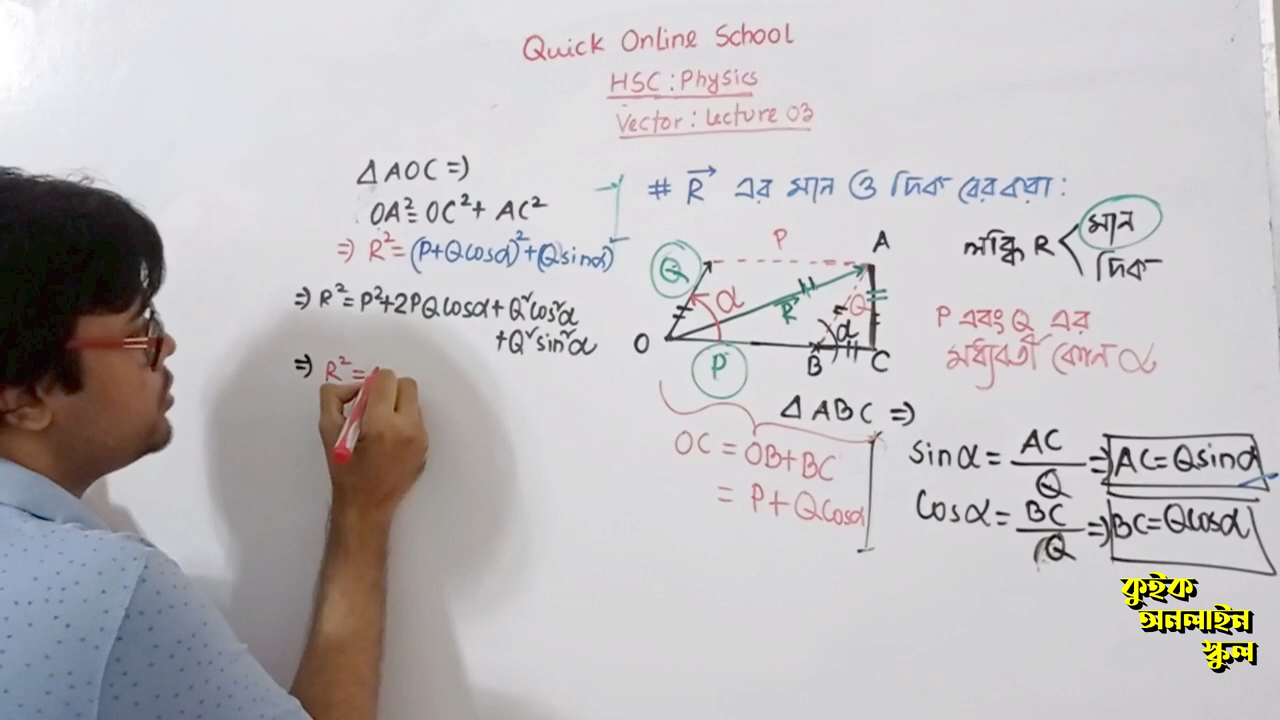 Quick Online School
HSC : Physics
Vector : Lecture 03
△AOC ⇒
OA² = OC² + AC²
⇒ R² = (P+Qcosα)² + (Qsinα)²
⇒ R² = P² + 2PQcosα + Q²cos²α
+ Q²sin²α
⇒ R² =
# R⃗ এর মান ও দিক বের করা :
P
A
Q
α
R⃗
Q
α
O
P
B
C
লব্ধি R < মান
দিক
P এবং Q এর
মধ্যবর্তী কোন α
△ABC ⇒
OC = OB + BC
= P + Qcosα
sinα = AC/Q ⇒ AC = Qsinα
Cosα = BC/Q ⇒ BC = Qcosα
কুইক
অনলাইন
স্কুল